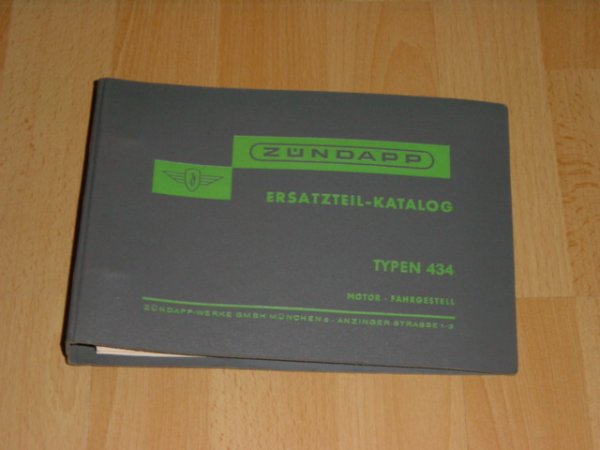 ZÜNDAPP
ERSATZTEIL-KATALOG
TYPEN 434
MOTOR - FAHRGESTELL
ZÜNDAPP-WERKE GMBH MÜNCHEN 8 - ANZINGER STRASSE 1-3